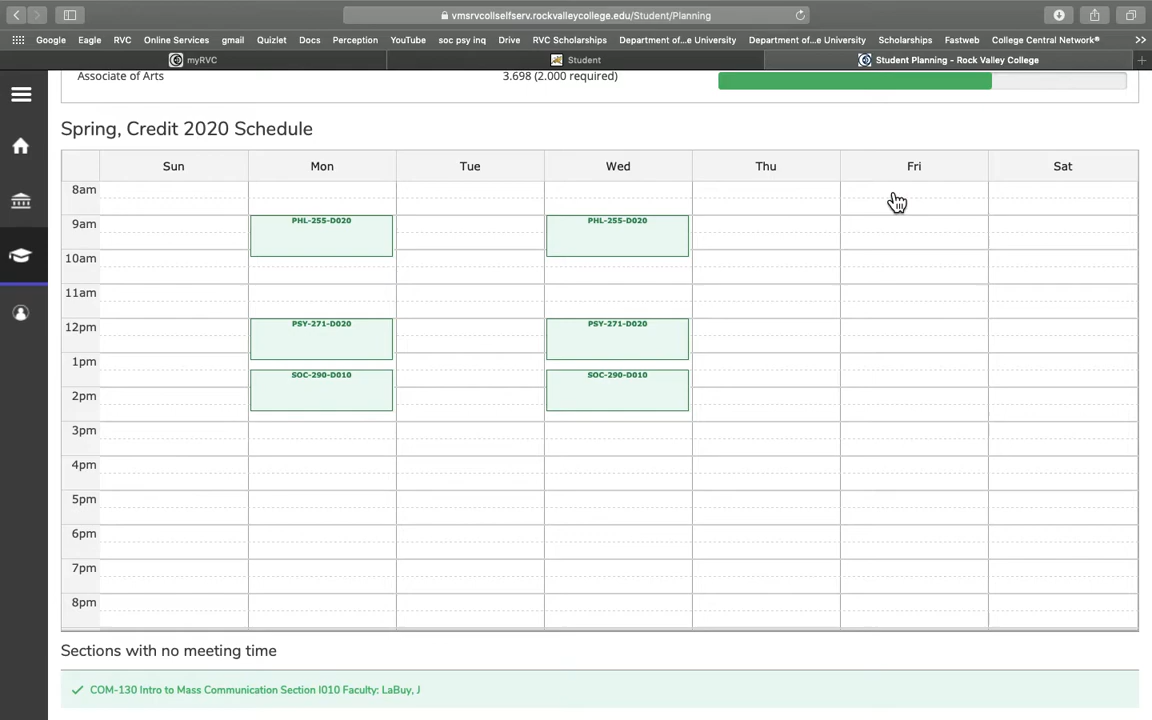 vmsrvcollselfserv.rockvalleycollege.edu/Student/Planning
Google Eagle RVC Online Services gmail Quizlet Docs Perception YouTube soc psy inq Drive RVC Scholarships Department of...e University Department of...e University Scholarships Fastweb College Central Network®
myRVC Student Student Planning - Rock Valley College
Associate of Arts 3.698 (2.000 required)
Spring, Credit 2020 Schedule
Sun Mon Tue Wed Thu Fri Sat
8am
9am PHL-255-D020 PHL-255-D020
10am
11am
12pm PSY-271-D020 PSY-271-D020
1pm
SOC-290-D010 SOC-290-D010
2pm
3pm
4pm
5pm
6pm
7pm
8pm
Sections with no meeting time
COM-130 Intro to Mass Communication Section I010 Faculty: LaBuy, J